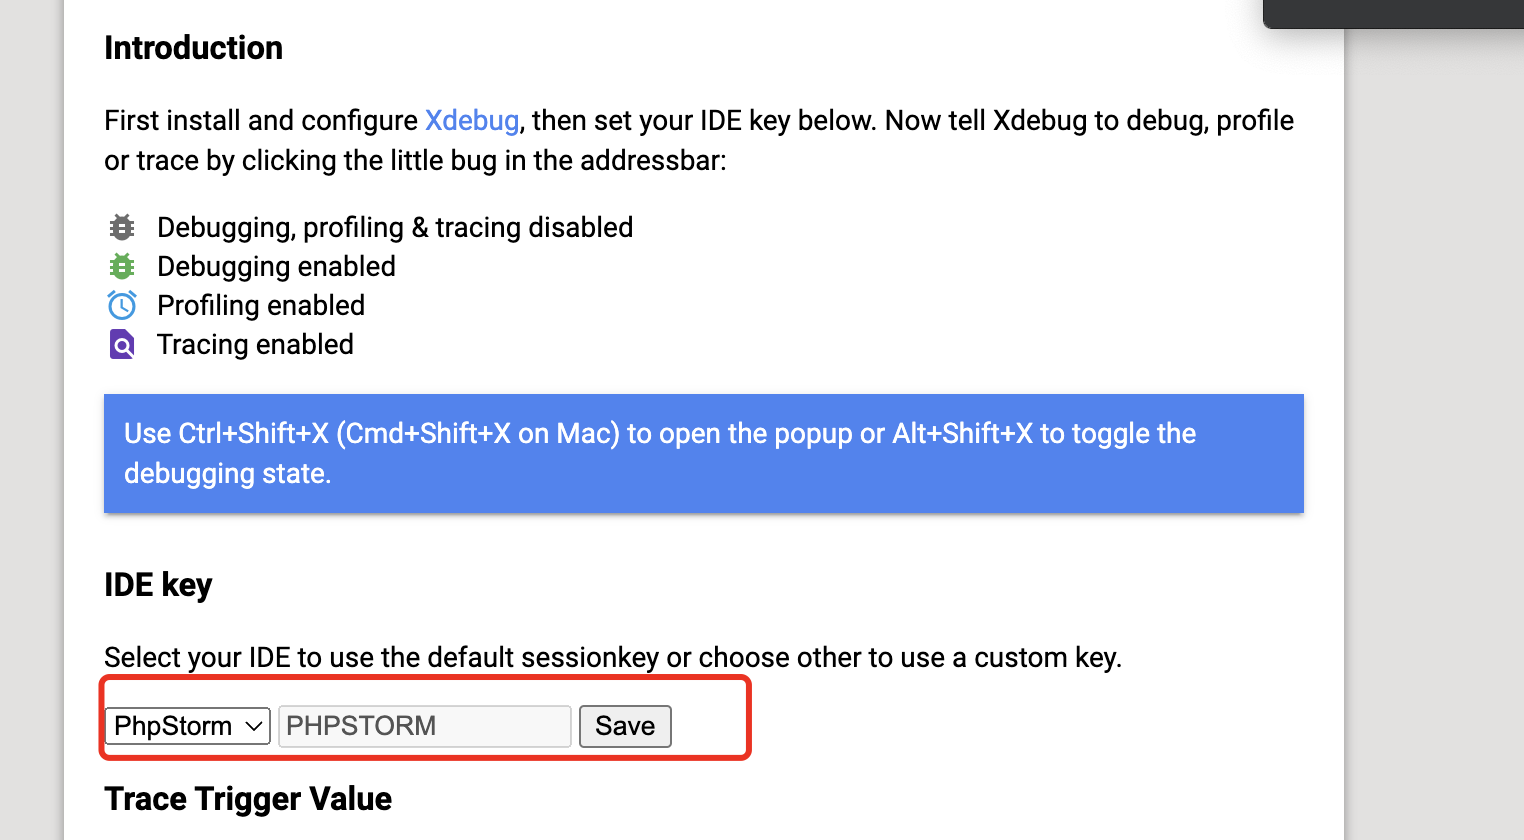 Introduction
First install and configure Xdebug, then set your IDE key below. Now tell Xdebug to debug, profile
or trace by clicking the little bug in the addressbar:
Debugging, profiling & tracing disabled
Debugging enabled
Profiling enabled
Tracing enabled
Use Ctrl+Shift+X (Cmd+Shift+X on Mac) to open the popup or Alt+Shift+X to toggle the
debugging state.
IDE key
Select your IDE to use the default sessionkey or choose other to use a custom key.
PhpStorm PHPSTORM Save
Trace Trigger Value